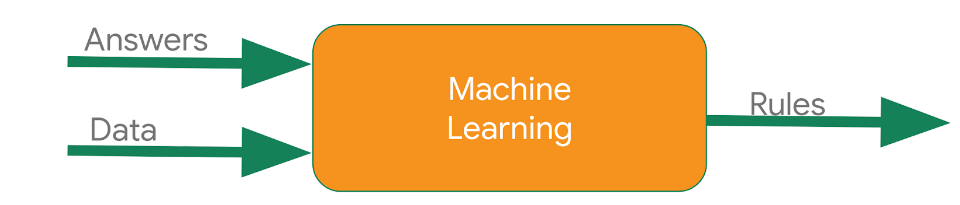 Answers
Data
Machine
Learning
Rules